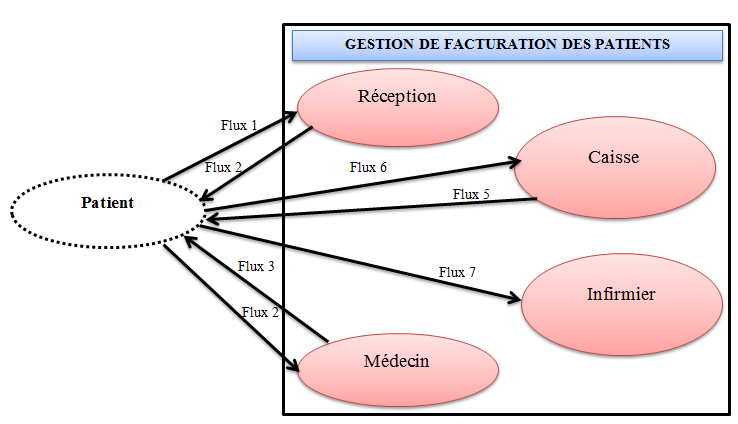 GESTION DE FACTURATION DES PATIENTS
Réception
Flux 1
Caisse
Flux 2
Flux 6
Patient
Flux 5
Flux 3
Flux 7
Infirmier
Flux 2
Médecin